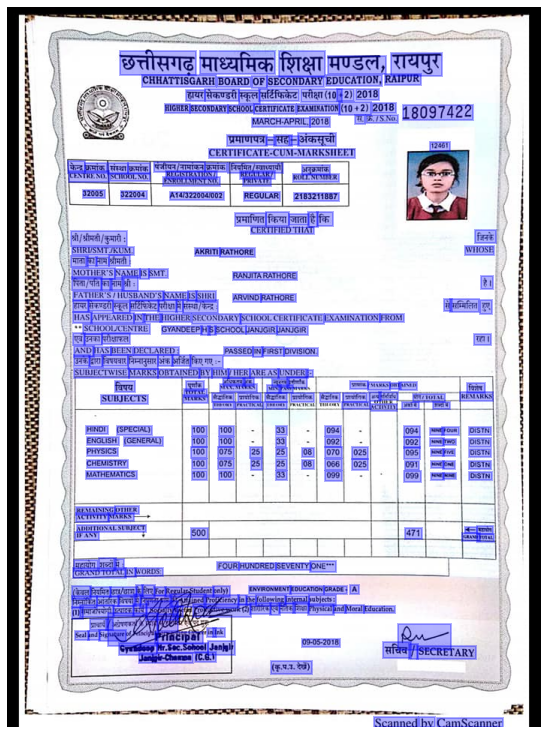 छत्तीसगढ़ माध्यमिक शिक्षा मण्डल, रायपुर
CHHATTISGARH BOARD OF SECONDARY EDUCATION, RAIPUR
हायर सेकण्डरी स्कूल सर्टिफिकेट परीक्षा (10+2) 2018
HIGHER SECONDARY SCHOOL CERTIFICATE EXAMINATION (10+2) 2018
MARCH-APRIL, 2018
स. क्र./S.No. 18097422
प्रमाणपत्र – सह – अंकसूची
CERTIFICATE-CUM-MARKSHEET
12461
केन्द्र क्रमांक संस्था क्रमांक पंजीयन/नामांकन क्रमांक नियमित/स्वाध्यायी अनुक्रमांक
CENTRE NO. SCHOOL NO. REGISTRATION/ ENROLLMENT NO. REGULAR/ PRIVATE ROLL NUMBER
32005 322004 A14/322004/002 REGULAR 2183211887
प्रमाणित किया जाता है कि
CERTIFIED THAT
श्री/श्रीमती/कुमारी : जिनके
SHRI/SMT./KUM. AKRITI RATHORE WHOSE
माता का नाम श्रीमती
MOTHER'S NAME IS SMT. RANJITA RATHORE
पिता/पति का नाम श्री : है।
FATHER'S / HUSBAND'S NAME IS SHRI ARVIND RATHORE
हायर सेकण्डरी स्कूल सर्टिफिकेट परीक्षा में संस्था/केन्द्र से सम्मिलित हुए
HAS APPEARED IN THE HIGHER SECONDARY SCHOOL CERTIFICATE EXAMINATION FROM
** SCHOOL/CENTRE GYANDEEP H S SCHOOL JANJGIR JANJGIR
एवं उनका परीक्षाफल रहा।
AND HAS BEEN DECLARED : PASSED IN FIRST DIVISION.
उनके द्वारा विषयवार निम्नानुसार अंक अर्जित किए गए :-
SUBJECTWISE MARKS OBTAINED BY HIM/HER ARE AS UNDER :-
विषय पूर्णांक विशेष
SUBJECTS TOTAL MARKS MAX. MARKS MIN. PASS MARKS MARKS OBTAINED REMARKS
सैद्धांतिक प्रायोगिक सैद्धांतिक प्रायोगिक सैद्धांतिक प्रायोगिक योग/TOTAL
THEORY PRACTICAL THEORY PRACTICAL THEORY PRACTICAL OTHER ACTIVITY
HINDI (SPECIAL) 100 100 - 33 - 094 094 NINE FOUR DISTN
ENGLISH (GENERAL) 100 100 - 33 - 092 092 NINE TWO DISTN
PHYSICS 100 075 25 25 08 070 025 095 NINE FIVE DISTN
CHEMISTRY 100 075 25 25 08 066 025 091 NINE ONE DISTN
MATHEMATICS 100 100 - 33 - 099 099 NINE NINE DISTN
REMAINING OTHER ACTIVITY MARKS
ADDITIONAL SUBJECT IF ANY 500 471 GRAND TOTAL
महायोग शब्दों में
GRAND TOTAL IN WORDS FOUR HUNDRED SEVENTY ONE***
(केवल नियमित छात्र/छात्रा के लिए For Regular Student only) ENVIRONMENT EDUCATION GRADE - A
Proficiency in the following internal subjects :
Physical and Moral Education.
Seal and Signature of Principal in Ink
Principal
Gyandeep Hr.Sec.School Janjgir
Janjgir-Champa (C.G.)
09-05-2018
सचिव / SECRETARY
(कृ.प.उ. देखें)
Scanned by CamScanner